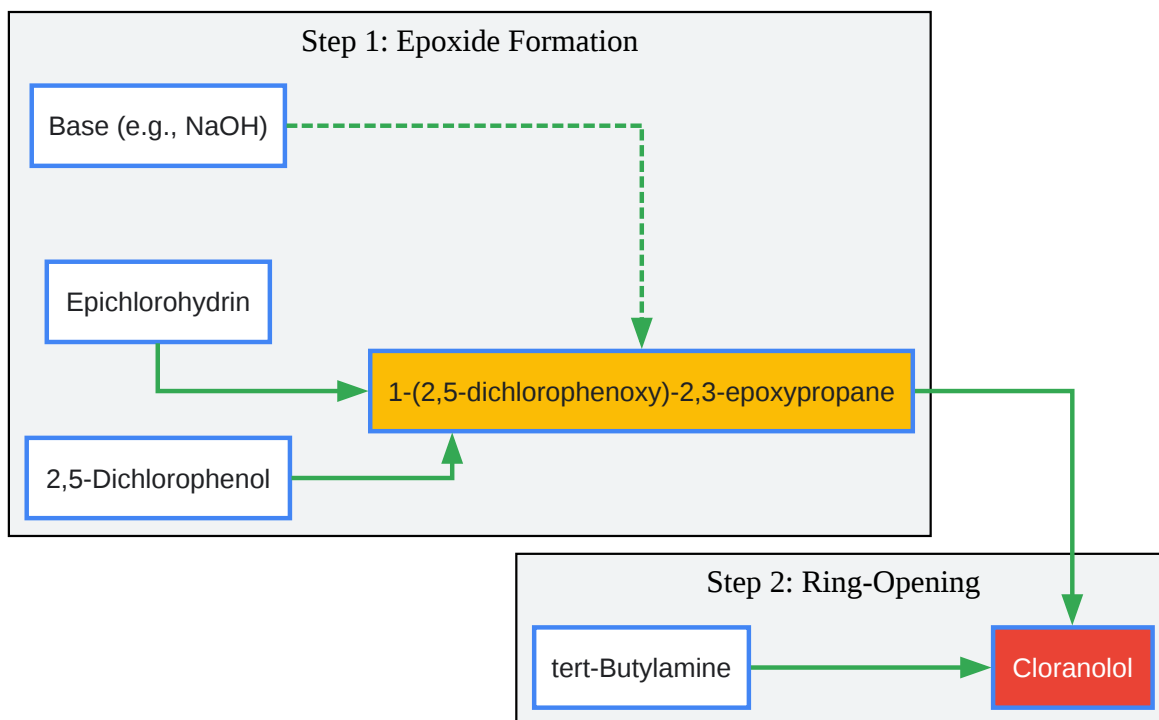 Step 1: Epoxide Formation
Base (e.g., NaOH)
Epichlorohydrin
1-(2,5-dichlorophenoxy)-2,3-epoxypropane
2,5-Dichlorophenol
Step 2: Ring-Opening
tert-Butylamine
Cloranolol